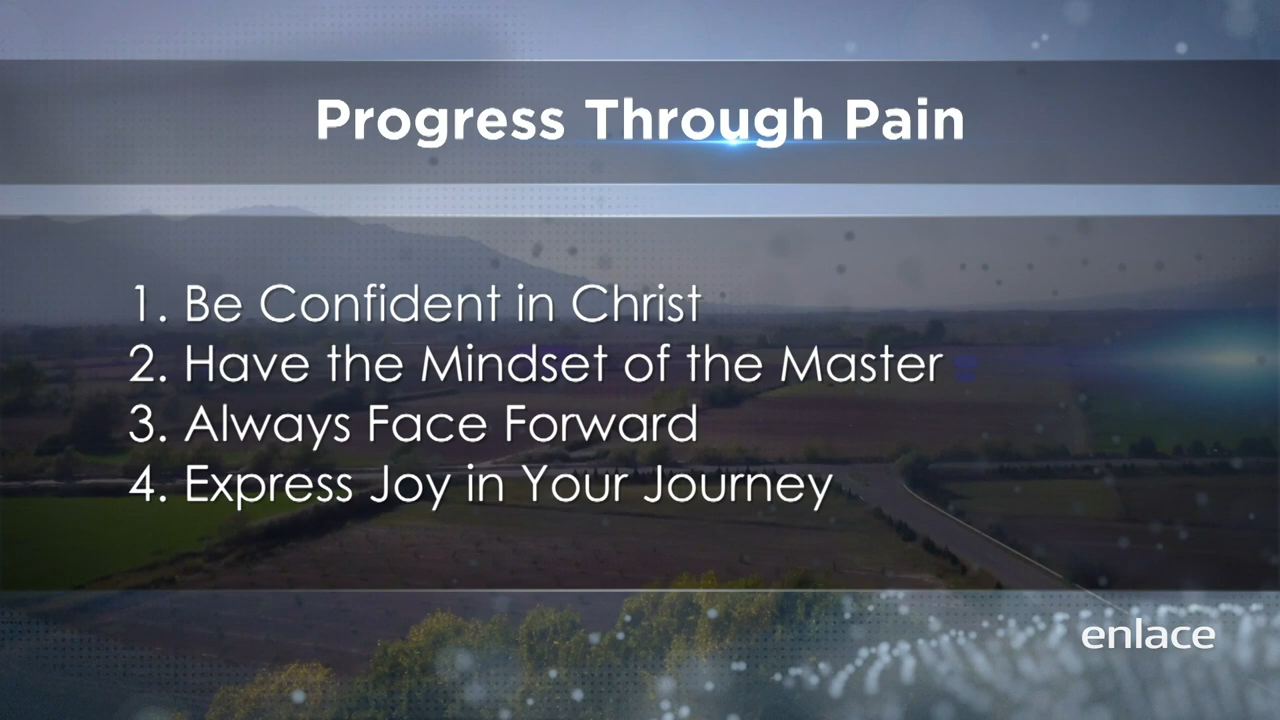 Progress Through Pain
1. Be Confident in Christ
2. Have the Mindset of the Master
3. Always Face Forward
4. Express Joy in Your Journey
enlace